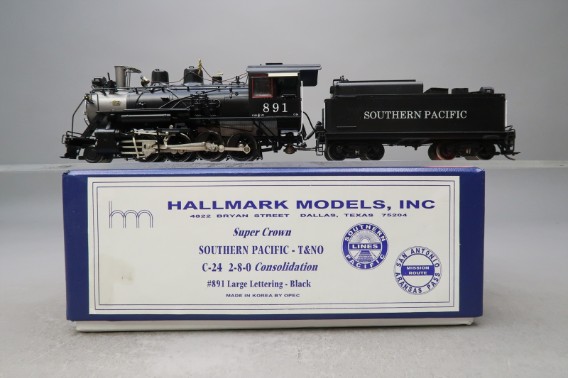 891
SOUTHERN PACIFIC
hm
HALLMARK MODELS, INC
4822 BRYAN STREET DALLAS, TEXAS 75204
Super Crown
SOUTHERN PACIFIC - T&NO
C-24 2-8-0 Consolidation
#891 Large Lettering - Black
MADE IN KOREA BY OPEC
SOUTHERN
LINES
PACIFIC
SAN ANTONIO
MISSION
ROUTE
ARANSAS PASS